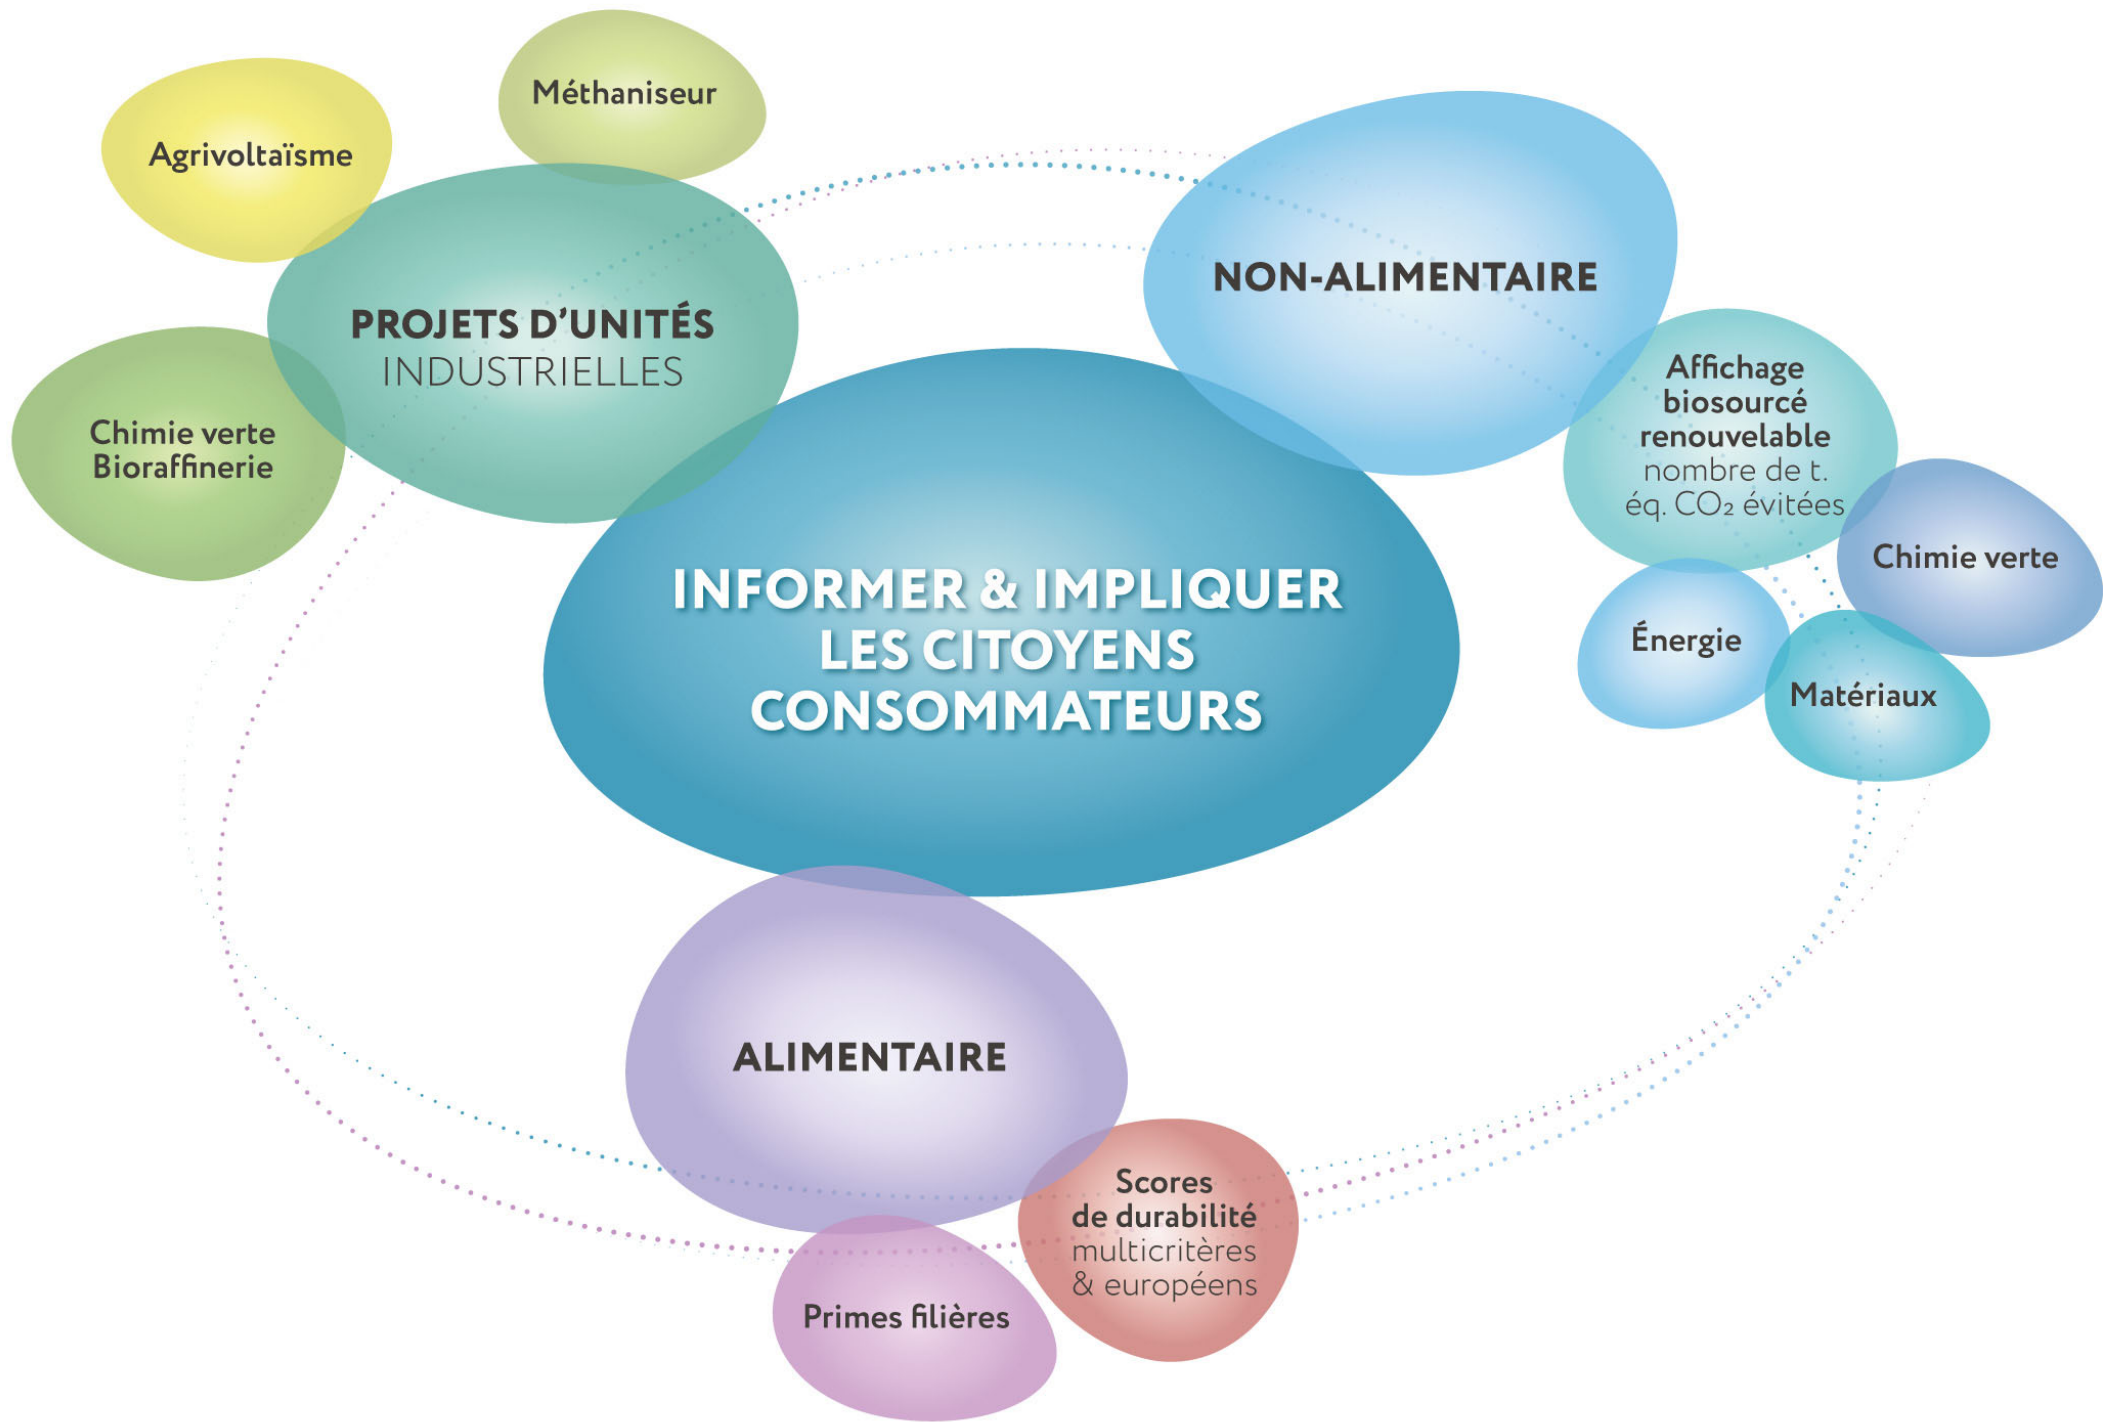 Méthaniseur
Agrivoltaïsme
PROJETS D’UNITÉS
INDUSTRIELLES
Chimie verte
Bioraffinerie
NON-ALIMENTAIRE
Affichage
biosourcé
renouvelable
nombre de t.
éq. CO₂ évitées
Chimie verte
Énergie
Matériaux
INFORMER & IMPLIQUER
LES CITOYENS
CONSOMMATEURS
ALIMENTAIRE
Scores
de durabilité
multicritères
& européens
Primes filières